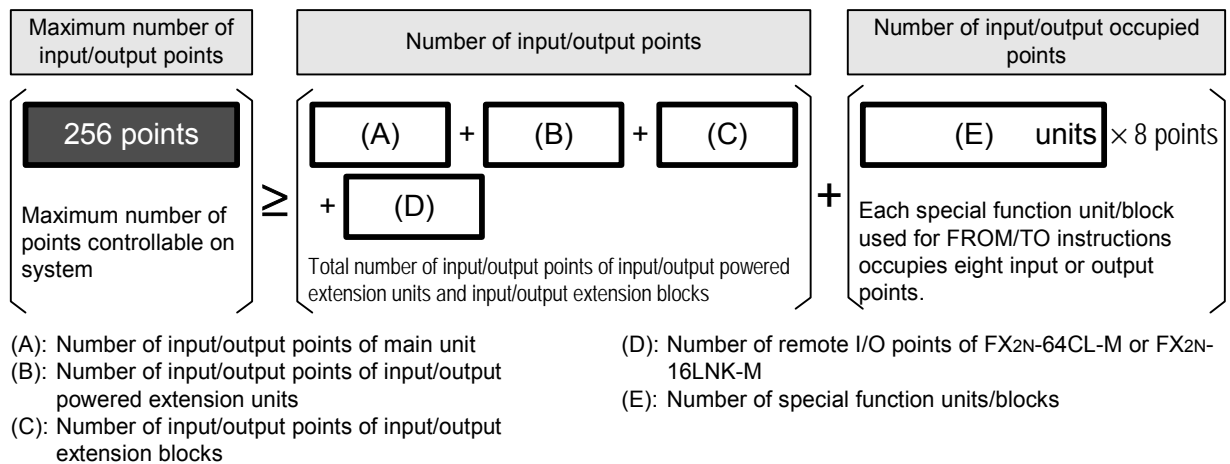 Maximum number of
input/output points
Number of input/output points
Number of input/output occupied
points
256 points
Maximum number of
points controllable on
system
≥
(A) + (B) + (C)
+ (D)
Total number of input/output points of input/output powered
extension units and input/output extension blocks
+
(E) units × 8 points
Each special function unit/block
used for FROM/TO instructions
occupies eight input or output
points.
(A): Number of input/output points of main unit
(B): Number of input/output points of input/output
powered extension units
(C): Number of input/output points of input/output
extension blocks
(D): Number of remote I/O points of FX2N-64CL-M or FX2N-
16LNK-M
(E): Number of special function units/blocks